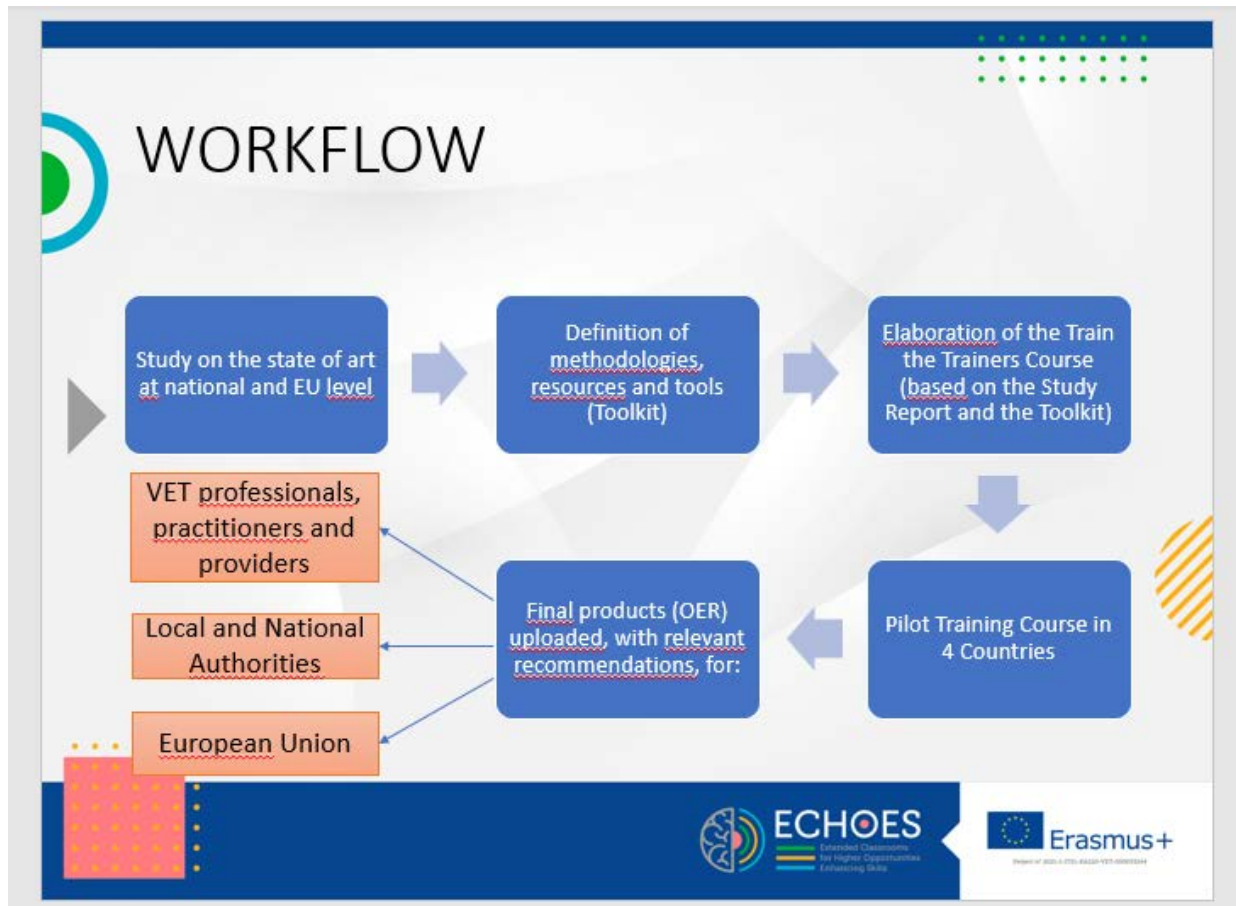 WORKFLOW
Study on the state of art
at national and EU level
Definition of
methodologies,
resources and tools
(Toolkit)
Elaboration of the Train
the Trainers Course
(based on the Study
Report and the Toolkit)
Pilot Training Course in
4 Countries
Final products (OER)
uploaded, with relevant
recommendations, for:
VET professionals,
practitioners and
providers
Local and National
Authorities
European Union
ECHOES
Extended Classrooms
for Higher Opportunities
Enhancing Skills
Erasmus+